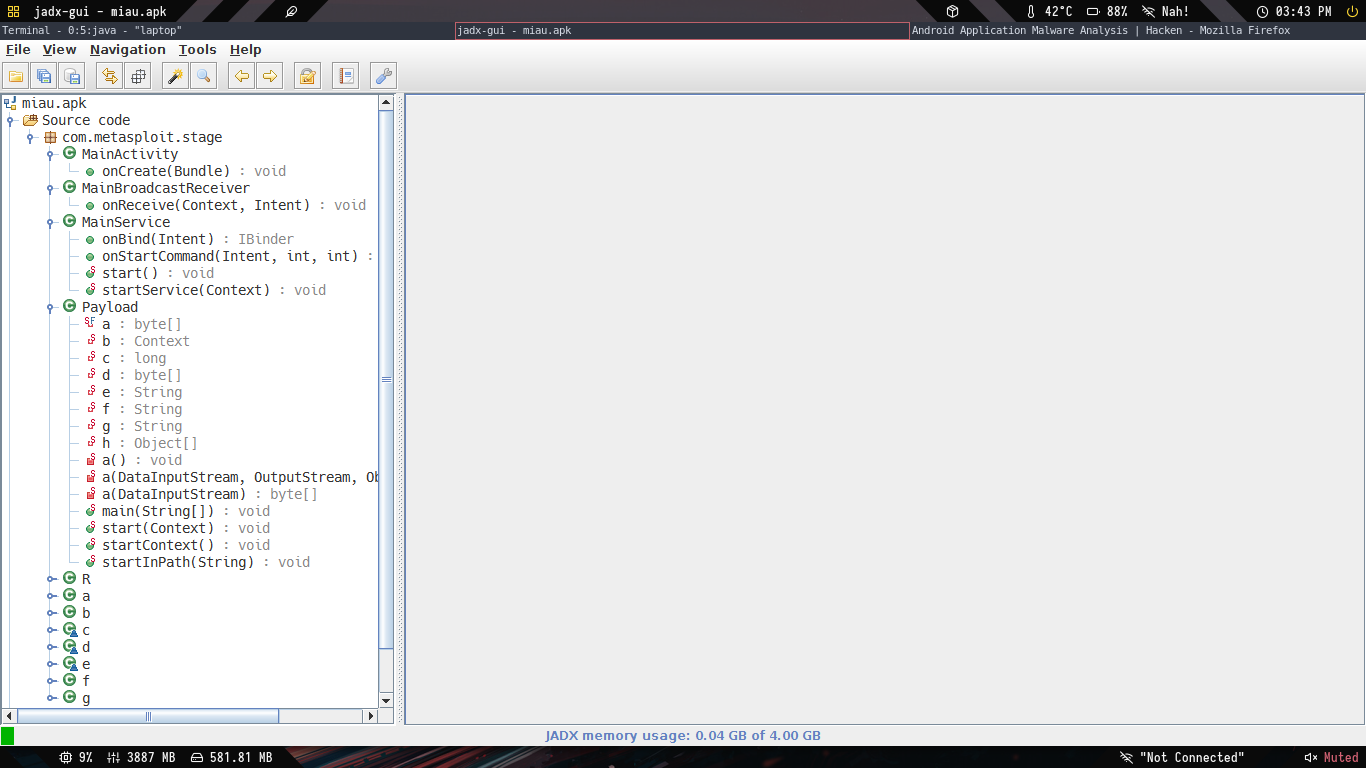 jadx-gui - miau.apk 42°C 88% Nah! 03:43 PM
Terminal - 0:5:java - "laptop" jadx-gui - miau.apk Android Application Malware Analysis | Hacken - Mozilla Firefox
File View Navigation Tools Help
miau.apk
Source code
com.metasploit.stage
MainActivity
onCreate(Bundle) : void
MainBroadcastReceiver
onReceive(Context, Intent) : void
MainService
onBind(Intent) : IBinder
onStartCommand(Intent, int, int) :
start() : void
startService(Context) : void
Payload
a : byte[]
b : Context
c : long
d : byte[]
e : String
f : String
g : String
h : Object[]
a() : void
a(DataInputStream, OutputStream, Ob
a(DataInputStream) : byte[]
main(String[]) : void
start(Context) : void
startContext() : void
startInPath(String) : void
R
a
b
c
d
e
f
g
JADX memory usage: 0.04 GB of 4.00 GB
9% 3887 MB 581.81 MB "Not Connected" Muted